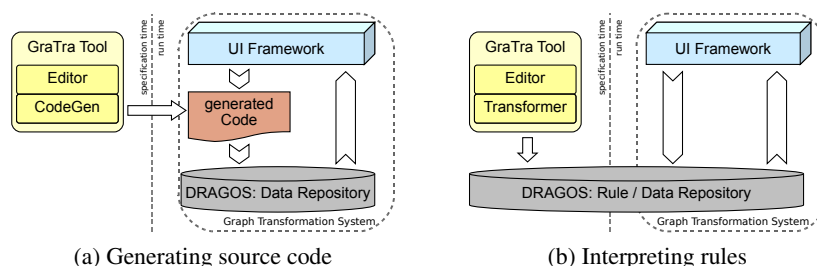 GraTra Tool
Editor
CodeGen
specification time
run time
UI Framework
generated
Code
DRAGOS: Data Repository
Graph Transformation System
(a) Generating source code
GraTra Tool
Editor
Transformer
specification time
run time
UI Framework
DRAGOS: Rule / Data Repository
Graph Transformation System
(b) Interpreting rules